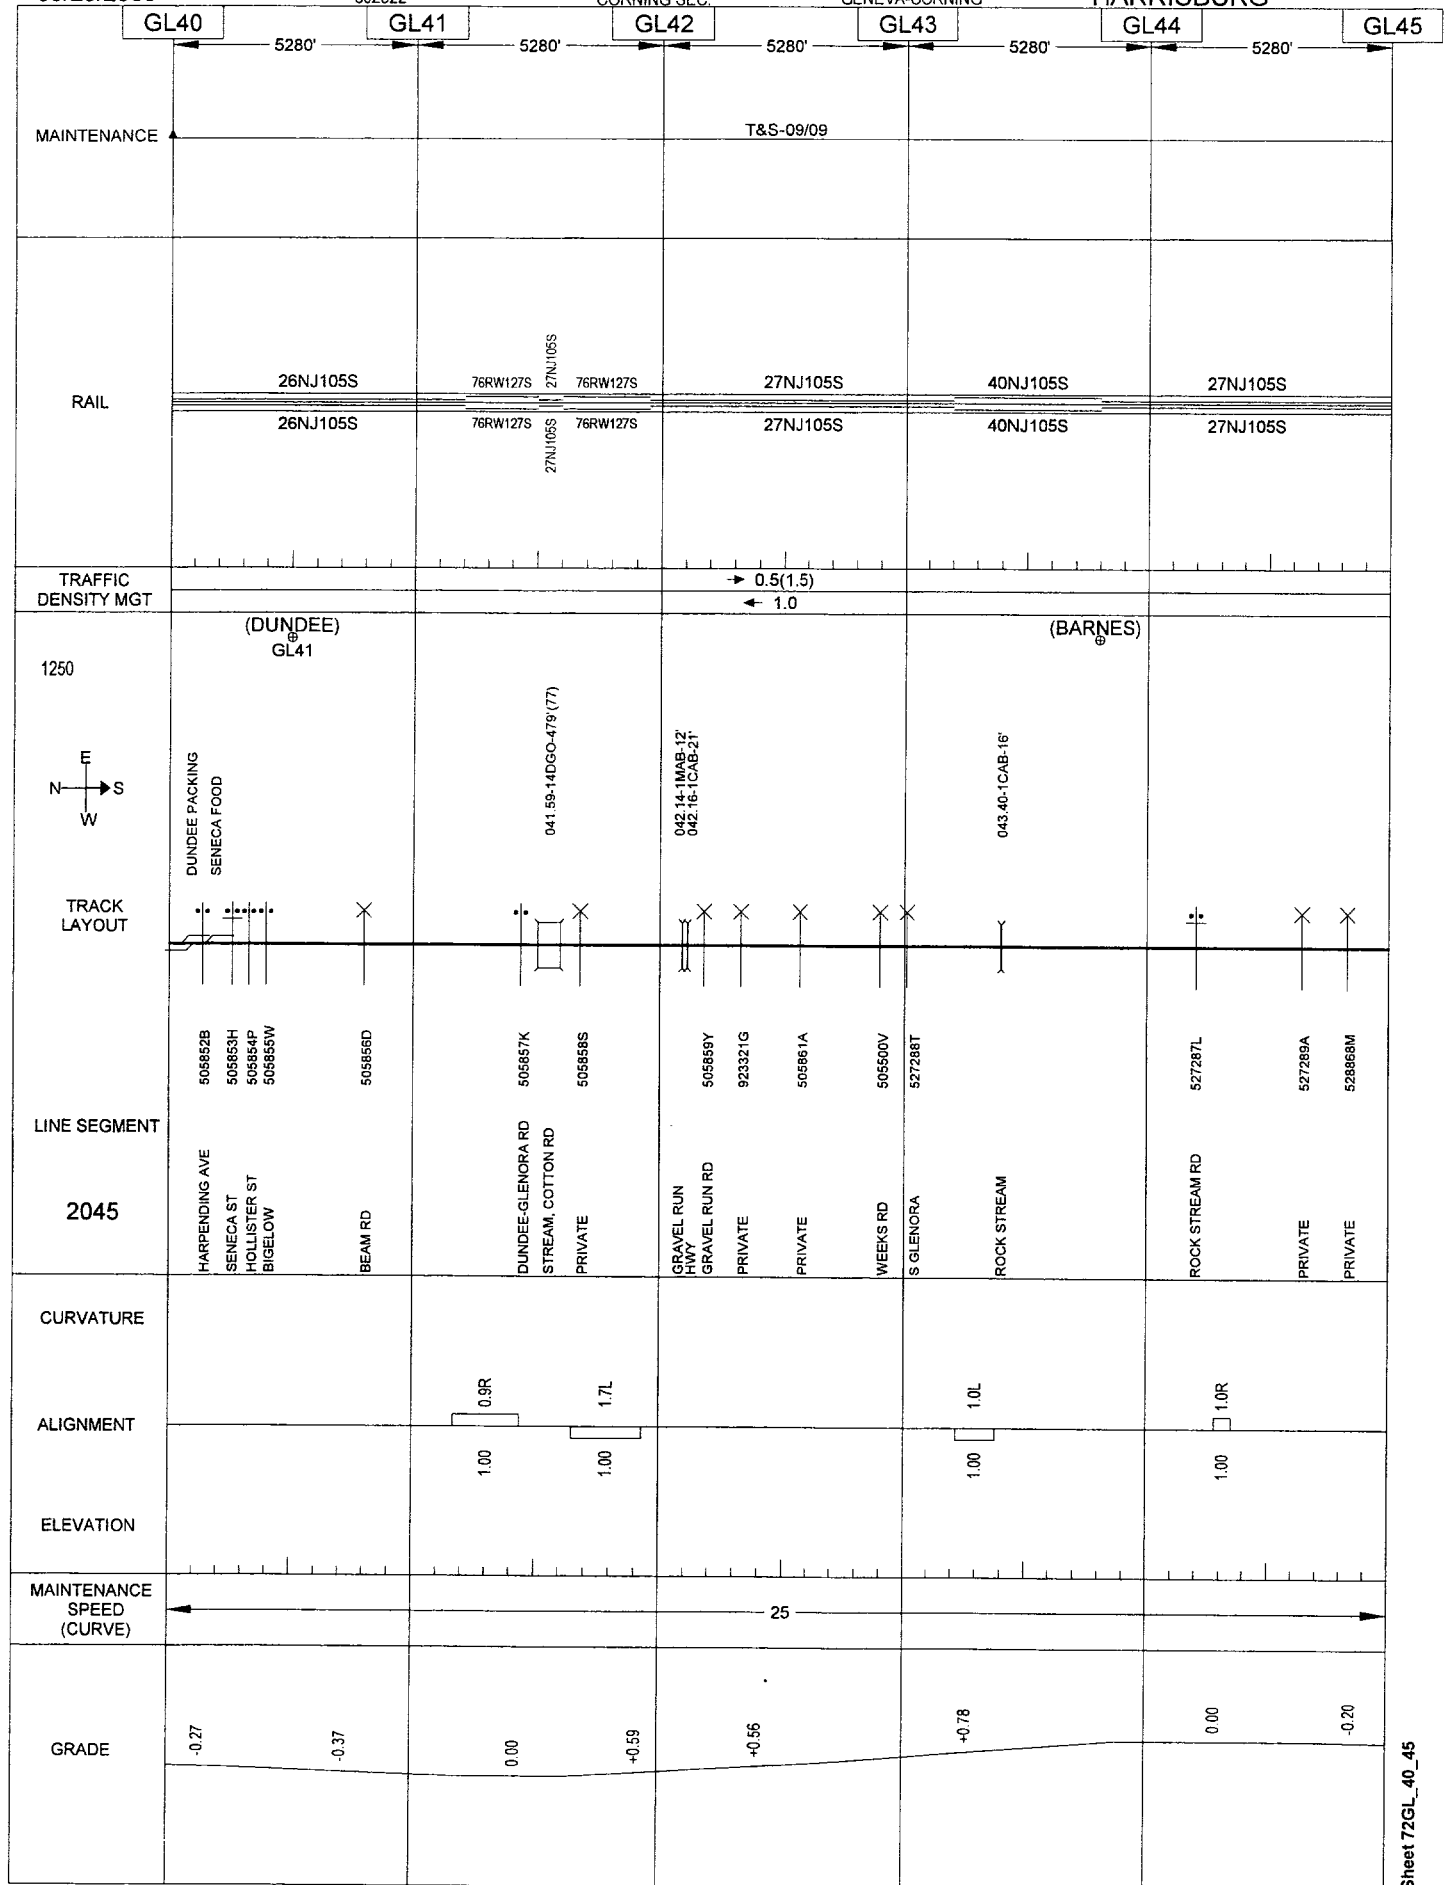 CORNING SEC.
GENEVA-CORNING
HARRISBURG
GL40 GL41 GL42 GL43 GL44 GL45
5280' 5280' 5280' 5280' 5280'
MAINTENANCE
T&S-09/09
26NJ105S 76RW127S 27NJ105S 76RW127S 27NJ105S 40NJ105S 27NJ105S
RAIL
26NJ105S 76RW127S 27NJ105S 76RW127S 27NJ105S 40NJ105S 27NJ105S
TRAFFIC
DENSITY MGT
→ 0.5(1.5)
← 1.0
(DUNDEE)
GL41
(BARNES)
1250
E
N S
W
DUNDEE PACKING
SENECA FOOD
041.59-14DGO-479'(77)
042.14-1MAB-12'
042.16-1CAB-21'
043.40-1CAB-16'
TRACK
LAYOUT
505852B
505853H
505854P
505855W
505856D
505857K
505858S
505859Y
923321G
505861A
505500V
527288T
527287L
527289A
528868M
LINE SEGMENT
2045
HARPENDING AVE
SENECA ST
HOLLISTER ST
BIGELOW
BEAM RD
DUNDEE-GLENORA RD
STREAM, COTTON RD
PRIVATE
GRAVEL RUN
HWY
GRAVEL RUN RD
PRIVATE
PRIVATE
WEEKS RD
S GLENORA
ROCK STREAM
ROCK STREAM RD
PRIVATE
PRIVATE
CURVATURE
0.9R 1.7L 1.0L 1.0R
ALIGNMENT
1.00 1.00 1.00 1.00
ELEVATION
MAINTENANCE
SPEED
(CURVE)
25
GRADE
-0.27 -0.37 0.00 +0.59 +0.56 +0.78 0.00 -0.20
Sheet 72GL_40_45